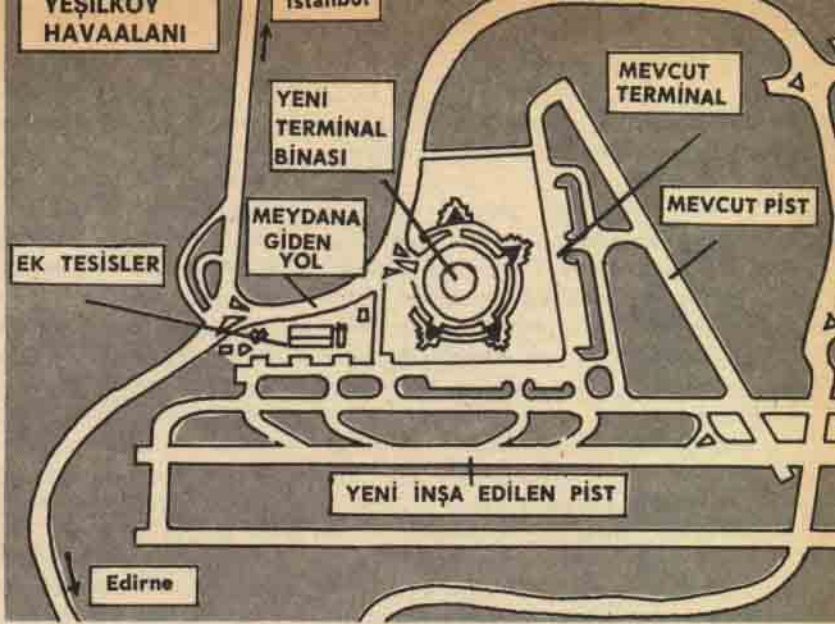 YEŞİLKÖY
HAVAALANI
İstanbul
YENİ
TERMİNAL
BİNASI
MEVCUT
TERMİNAL
MEYDANA
GİDEN
YOL
MEVCUT PİST
EK TESİSLER
YENİ İNŞA EDİLEN PİST
Edirne